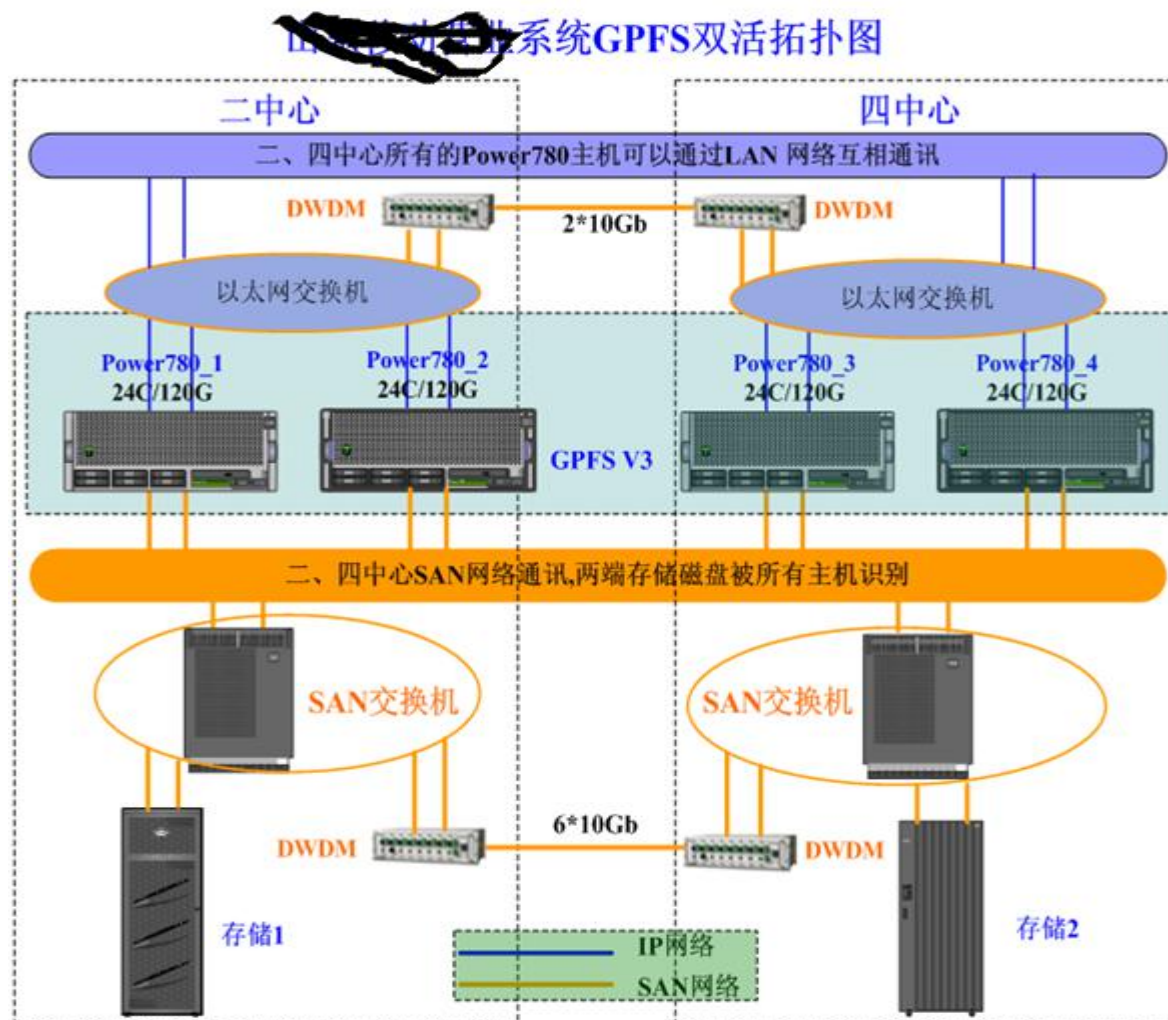 系统GPFS双活拓扑图
二中心
四中心
二、四中心所有的Power780主机可以通过LAN 网络互相通讯
DWDM
2*10Gb
DWDM
以太网交换机
以太网交换机
Power780_1
24C/120G
Power780_2
24C/120G
Power780_3
24C/120G
Power780_4
24C/120G
GPFS V3
二、四中心SAN网络通讯,两端存储磁盘被所有主机识别
SAN交换机
SAN交换机
DWDM
6*10Gb
DWDM
存储1
存储2
IP网络
SAN网络